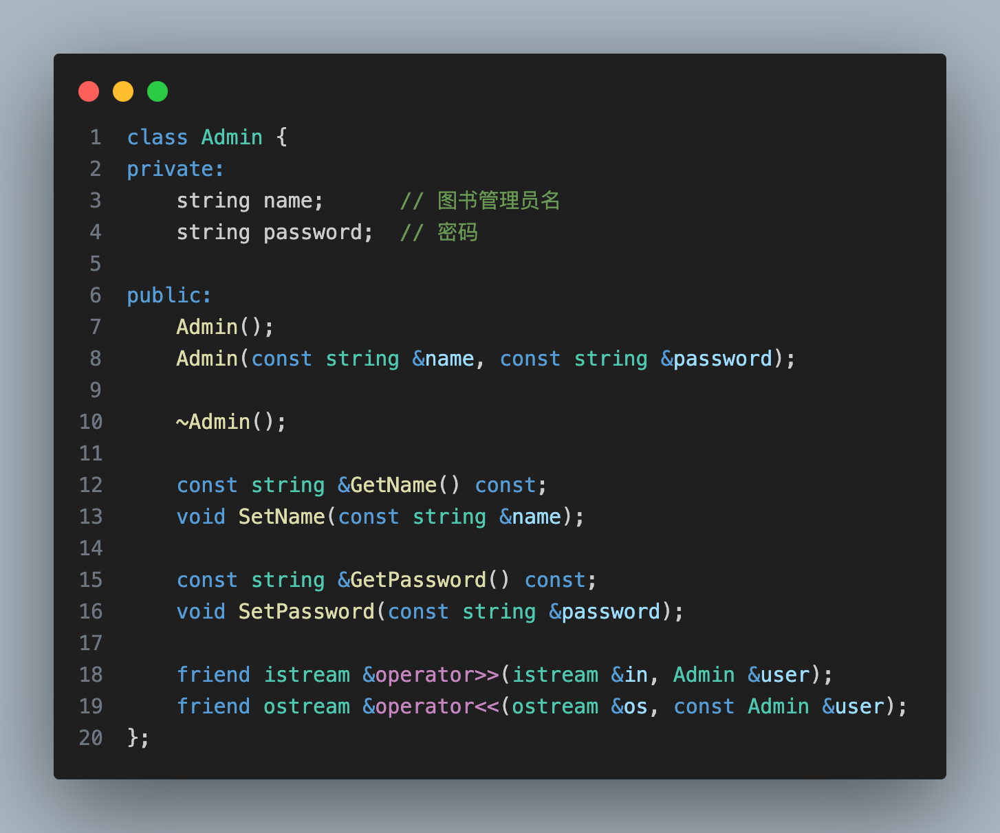 1 class Admin {
2 private:
3     string name;      // 图书管理员名
4     string password;  // 密码
5
6 public:
7     Admin();
8     Admin(const string &name, const string &password);
9
10     ~Admin();
11
12     const string &GetName() const;
13     void SetName(const string &name);
14
15     const string &GetPassword() const;
16     void SetPassword(const string &password);
17
18     friend istream &operator>>(istream &in, Admin &user);
19     friend ostream &operator<<(ostream &os, const Admin &user);
20 };